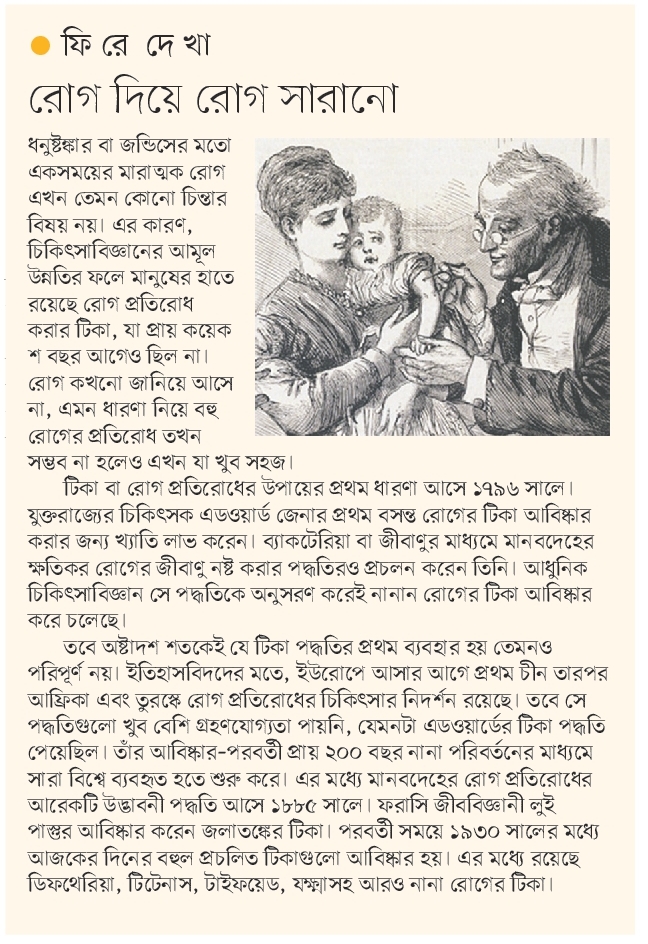 ফি রে দে খা
রোগ দিয়ে রোগ সারানো
ধনুষ্টঙ্কার বা জন্ডিসের মতো
একসময়ের মারাত্মক রোগ
এখন তেমন কোনো চিন্তার
বিষয় নয়। এর কারণ,
চিকিৎসাবিজ্ঞানের আমূল
উন্নতির ফলে মানুষের হাতে
রয়েছে রোগ প্রতিরোধ
করার টিকা, যা প্রায় কয়েক
শ বছর আগেও ছিল না।
রোগ কখনো জানিয়ে আসে
না, এমন ধারণা নিয়ে বহু
রোগের প্রতিরোধ তখন
সম্ভব না হলেও এখন যা খুব সহজ।
টিকা বা রোগ প্রতিরোধের উপায়ের প্রথম ধারণা আসে ১৭৯৬ সালে।
যুক্তরাজ্যের চিকিৎসক এডওয়ার্ড জেনার প্রথম বসন্ত রোগের টিকা আবিষ্কার
করার জন্য খ্যাতি লাভ করেন। ব্যাকটেরিয়া বা জীবাণুর মাধ্যমে মানবদেহের
ক্ষতিকর রোগের জীবাণু নষ্ট করার পদ্ধতিরও প্রচলন করেন তিনি। আধুনিক
চিকিৎসাবিজ্ঞান সে পদ্ধতিকে অনুসরণ করেই নানান রোগের টিকা আবিষ্কার
করে চলেছে।
তবে অষ্টাদশ শতকেই যে টিকা পদ্ধতির প্রথম ব্যবহার হয় তেমনও
পরিপূর্ণ নয়। ইতিহাসবিদদের মতে, ইউরোপে আসার আগে প্রথম চীন তারপর
আফ্রিকা এবং তুরস্কে রোগ প্রতিরোধের চিকিৎসার নিদর্শন রয়েছে। তবে সে
পদ্ধতিগুলো খুব বেশি গ্রহণযোগ্যতা পায়নি, যেমনটা এডওয়ার্ডের টিকা পদ্ধতি
পেয়েছিল। তাঁর আবিষ্কার-পরবর্তী প্রায় ২০০ বছর নানা পরিবর্তনের মাধ্যমে
সারা বিশ্বে ব্যবহৃত হতে শুরু করে। এর মধ্যে মানবদেহের রোগ প্রতিরোধের
আরেকটি উদ্ভাবনী পদ্ধতি আসে ১৮৮৫ সালে। ফরাসি জীববিজ্ঞানী লুই
পাস্তুর আবিষ্কার করেন জলাতঙ্কের টিকা। পরবর্তী সময়ে ১৯৩০ সালের মধ্যে
আজকের দিনের বহুল প্রচলিত টিকাগুলো আবিষ্কার হয়। এর মধ্যে রয়েছে
ডিফথেরিয়া, টিটেনাস, টাইফয়েড, যক্ষ্মাসহ আরও নানা রোগের টিকা।